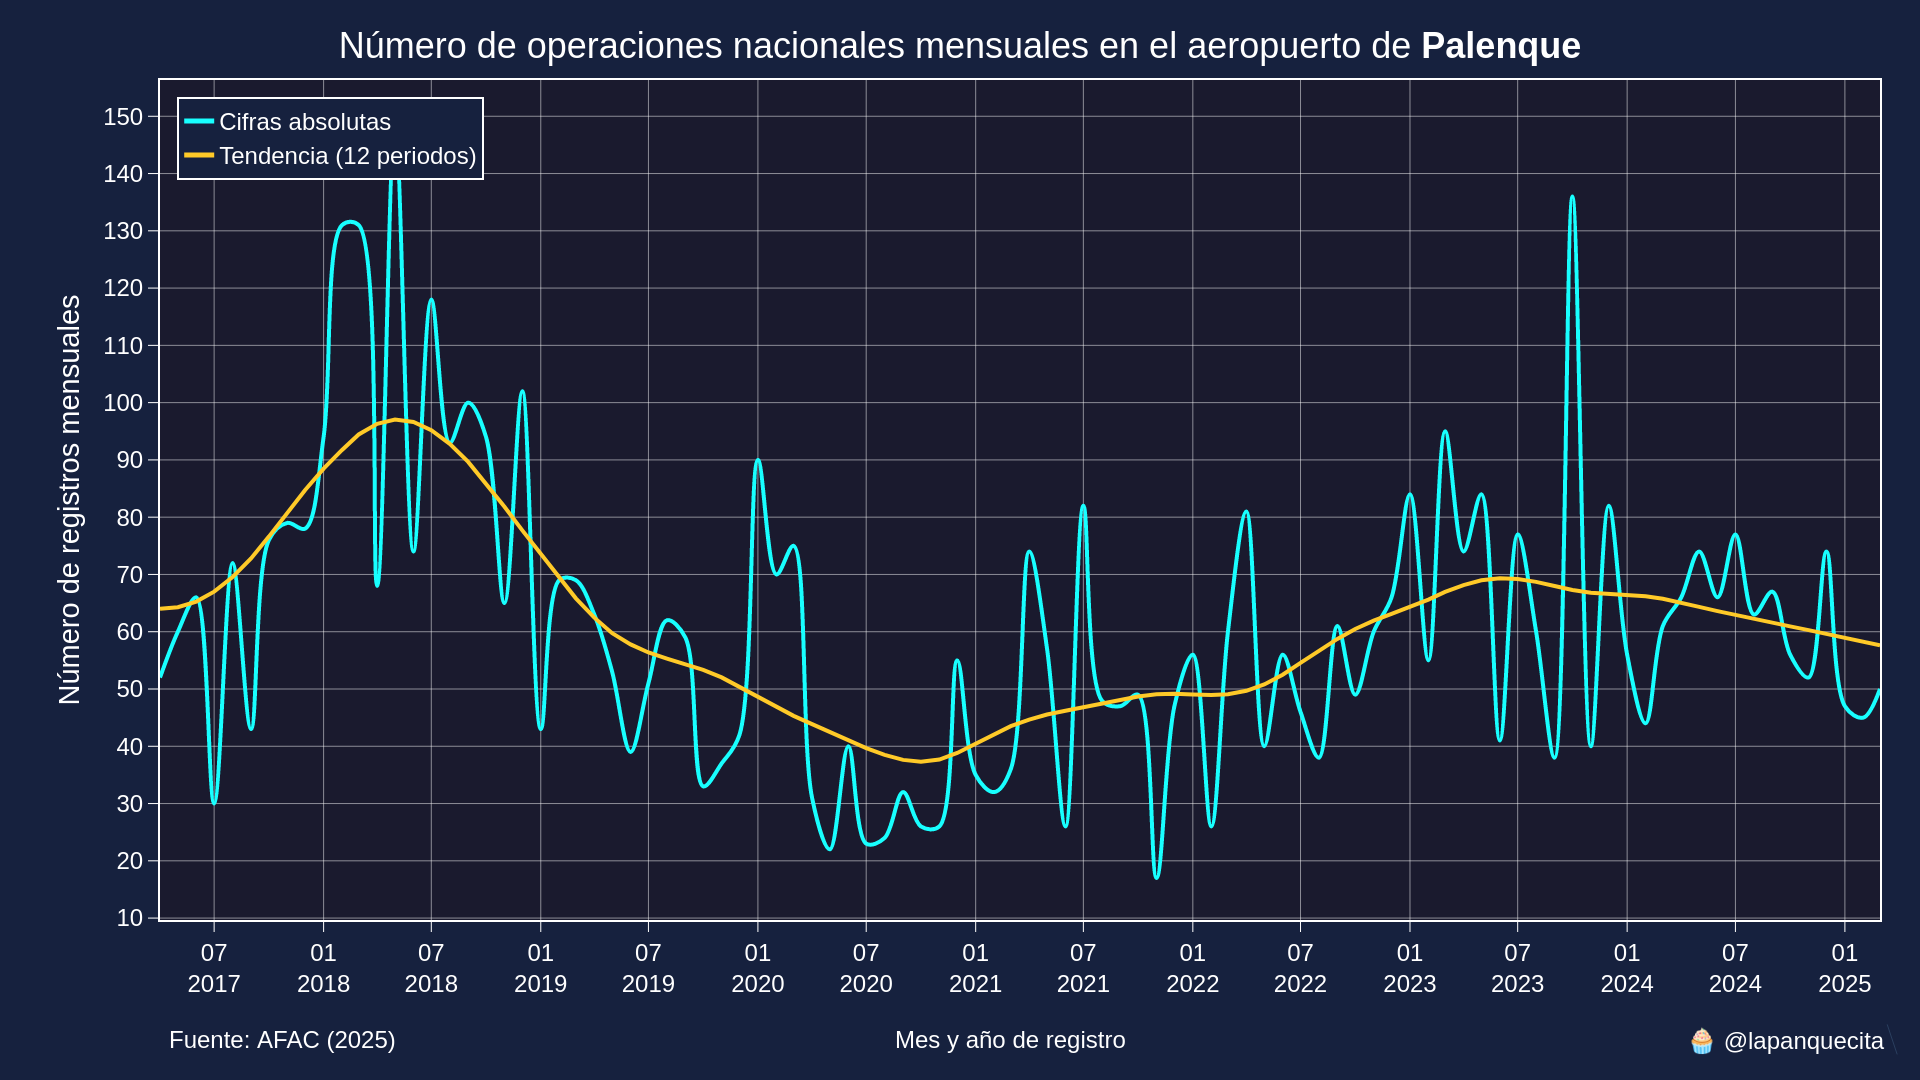 Número de operaciones nacionales mensuales en el aeropuerto de Palenque
Cifras absolutas
Tendencia (12 periodos)
Número de registros mensuales
150
140
130
120
110
100
90
80
70
60
50
40
30
20
10
07 01 07 01 07 01 07 01 07 01 07 01 07 01 07 01
2017 2018 2018 2019 2019 2020 2020 2021 2021 2022 2022 2023 2023 2024 2024 2025
Fuente: AFAC (2025)
Mes y año de registro
🧁 @lapanquecita